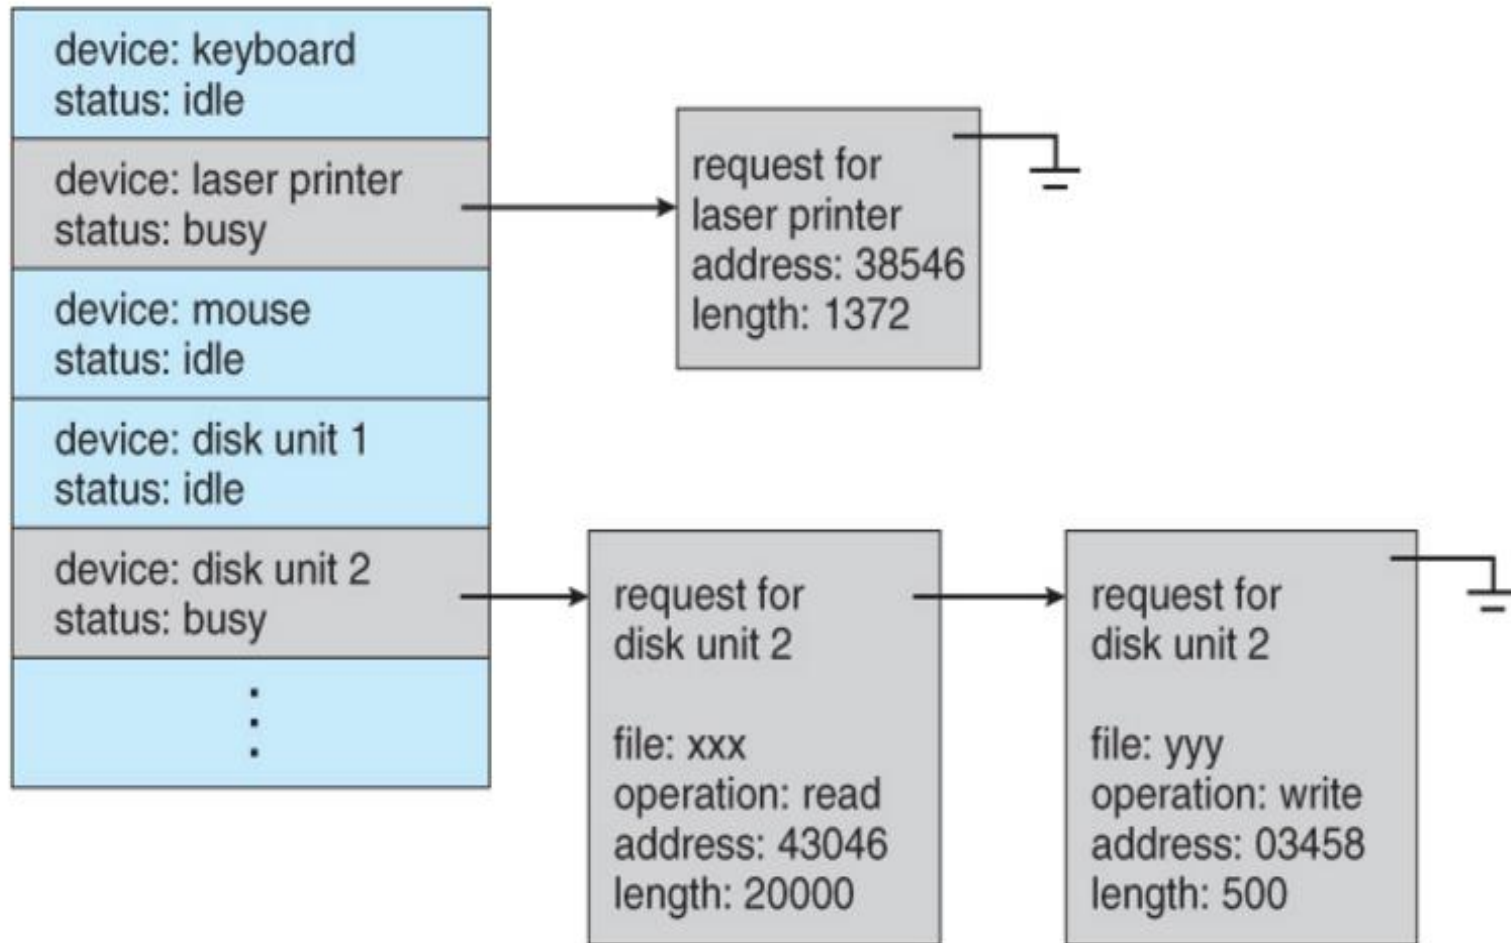 device: keyboard
status: idle
device: laser printer
status: busy
device: mouse
status: idle
device: disk unit 1
status: idle
device: disk unit 2
status: busy
request for
laser printer
address: 38546
length: 1372
request for
disk unit 2
file: xxx
operation: read
address: 43046
length: 20000
request for
disk unit 2
file: yyy
operation: write
address: 03458
length: 500